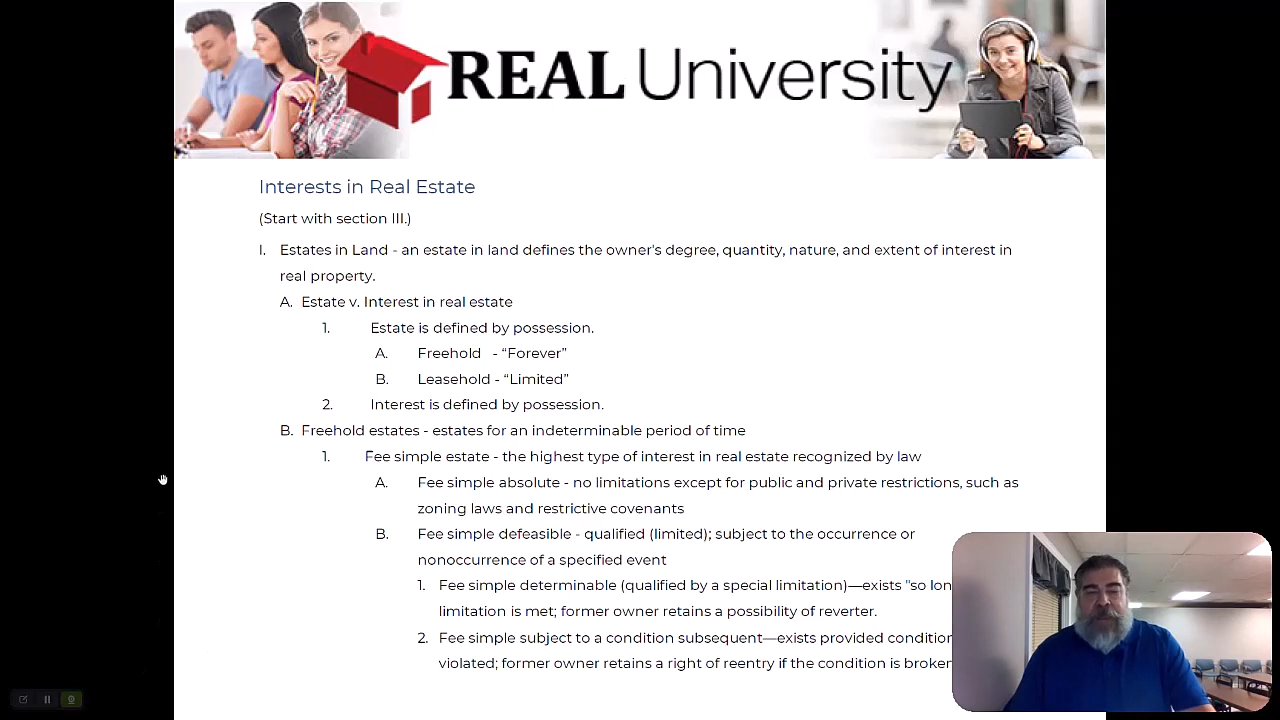 REAL University
Interests in Real Estate
(Start with section III.)
I. Estates in Land - an estate in land defines the owner's degree, quantity, nature, and extent of interest in
real property.
A. Estate v. Interest in real estate
1. Estate is defined by possession.
A. Freehold - “Forever”
B. Leasehold - “Limited”
2. Interest is defined by possession.
B. Freehold estates - estates for an indeterminable period of time
1. Fee simple estate - the highest type of interest in real estate recognized by law
A. Fee simple absolute - no limitations except for public and private restrictions, such as
zoning laws and restrictive covenants
B. Fee simple defeasible - qualified (limited); subject to the occurrence or
nonoccurrence of a specified event
1. Fee simple determinable (qualified by a special limitation)—exists "so lon
limitation is met; former owner retains a possibility of reverter.
2. Fee simple subject to a condition subsequent—exists provided condition
violated; former owner retains a right of reentry if the condition is broken